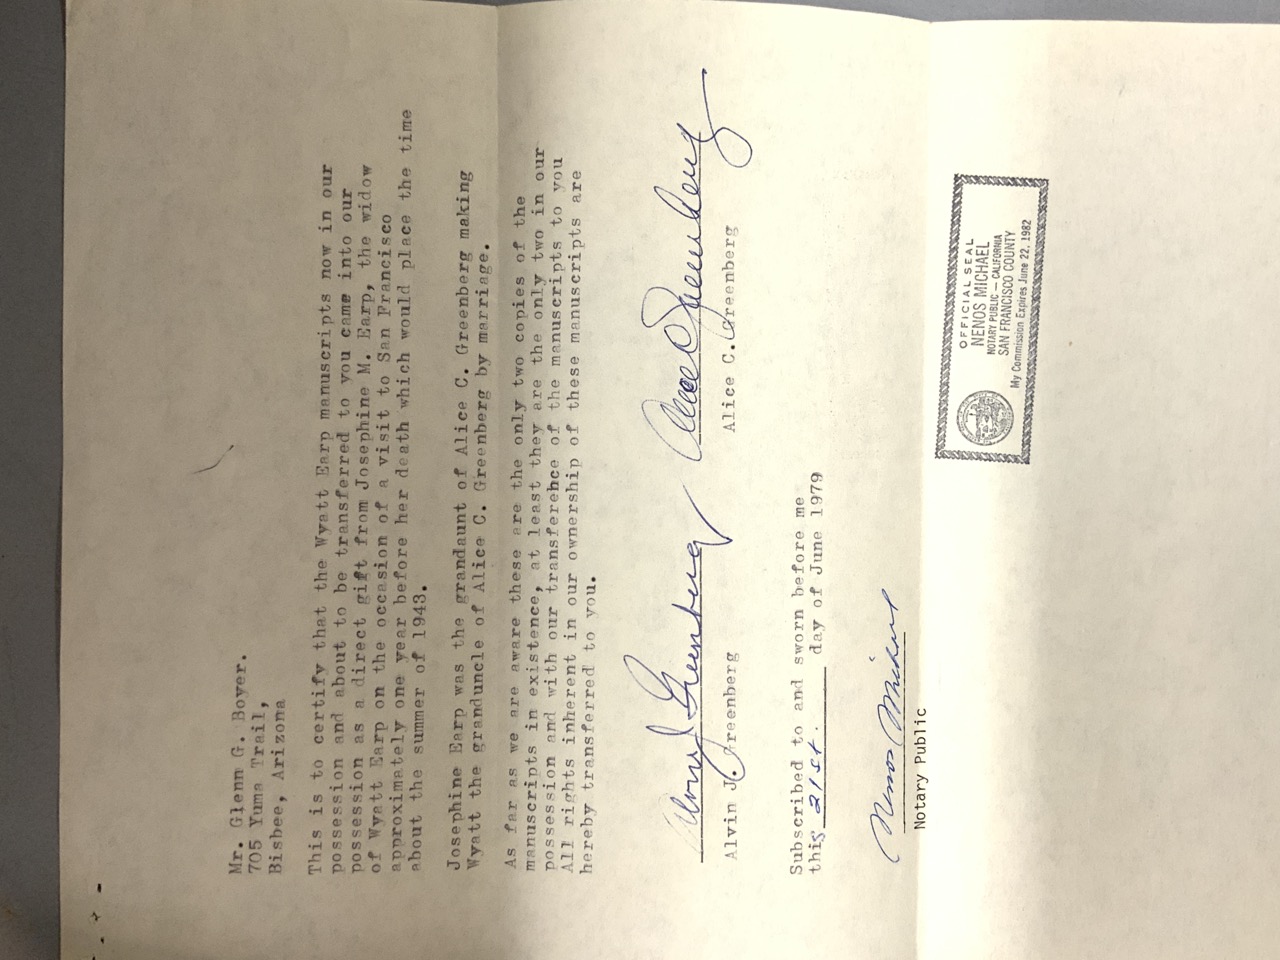 Mr. Glenn G. Boyer.
705 Yuma Trail,
Bisbee, Arizona
This is to certify that the Wyatt Earp manuscripts now in our
possession and about to be transferred to you came into our
possession as a direct gift from Josephine M. Earp, the widow
of Wyatt Earp on the occasion of a visit to San Francisco
approximately one year before her death which would place the time
about the summer of 1943.
Josephine Earp was the grandaunt of Alice C. Greenberg making
Wyatt the granduncle of Alice C. Greenberg by marriage.
As far as we are aware these are the only two copies of the
manuscripts in existence, at least they are the only two in our
possession and with our transference of the manuscripts to you
All rights inherent in our ownership of these manuscripts are
hereby transferred to you.
Alvin J. Greenberg Alice C Greenberg
Alvin J. Greenberg Alice C. Greenberg
Subscribed to and sworn before me
this 21st. day of June 1979
Nenos Michael
Notary Public
OFFICIAL SEAL
NENOS MICHAEL
NOTARY PUBLIC — CALIFORNIA
SAN FRANCISCO COUNTY
My Commission Expires June 22, 1982